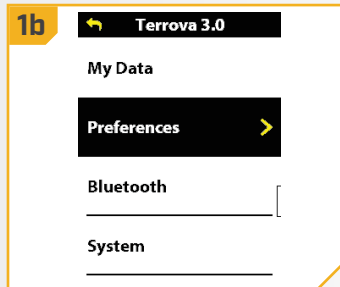 1b
Terrova 3.0
My Data
Preferences
Bluetooth
System